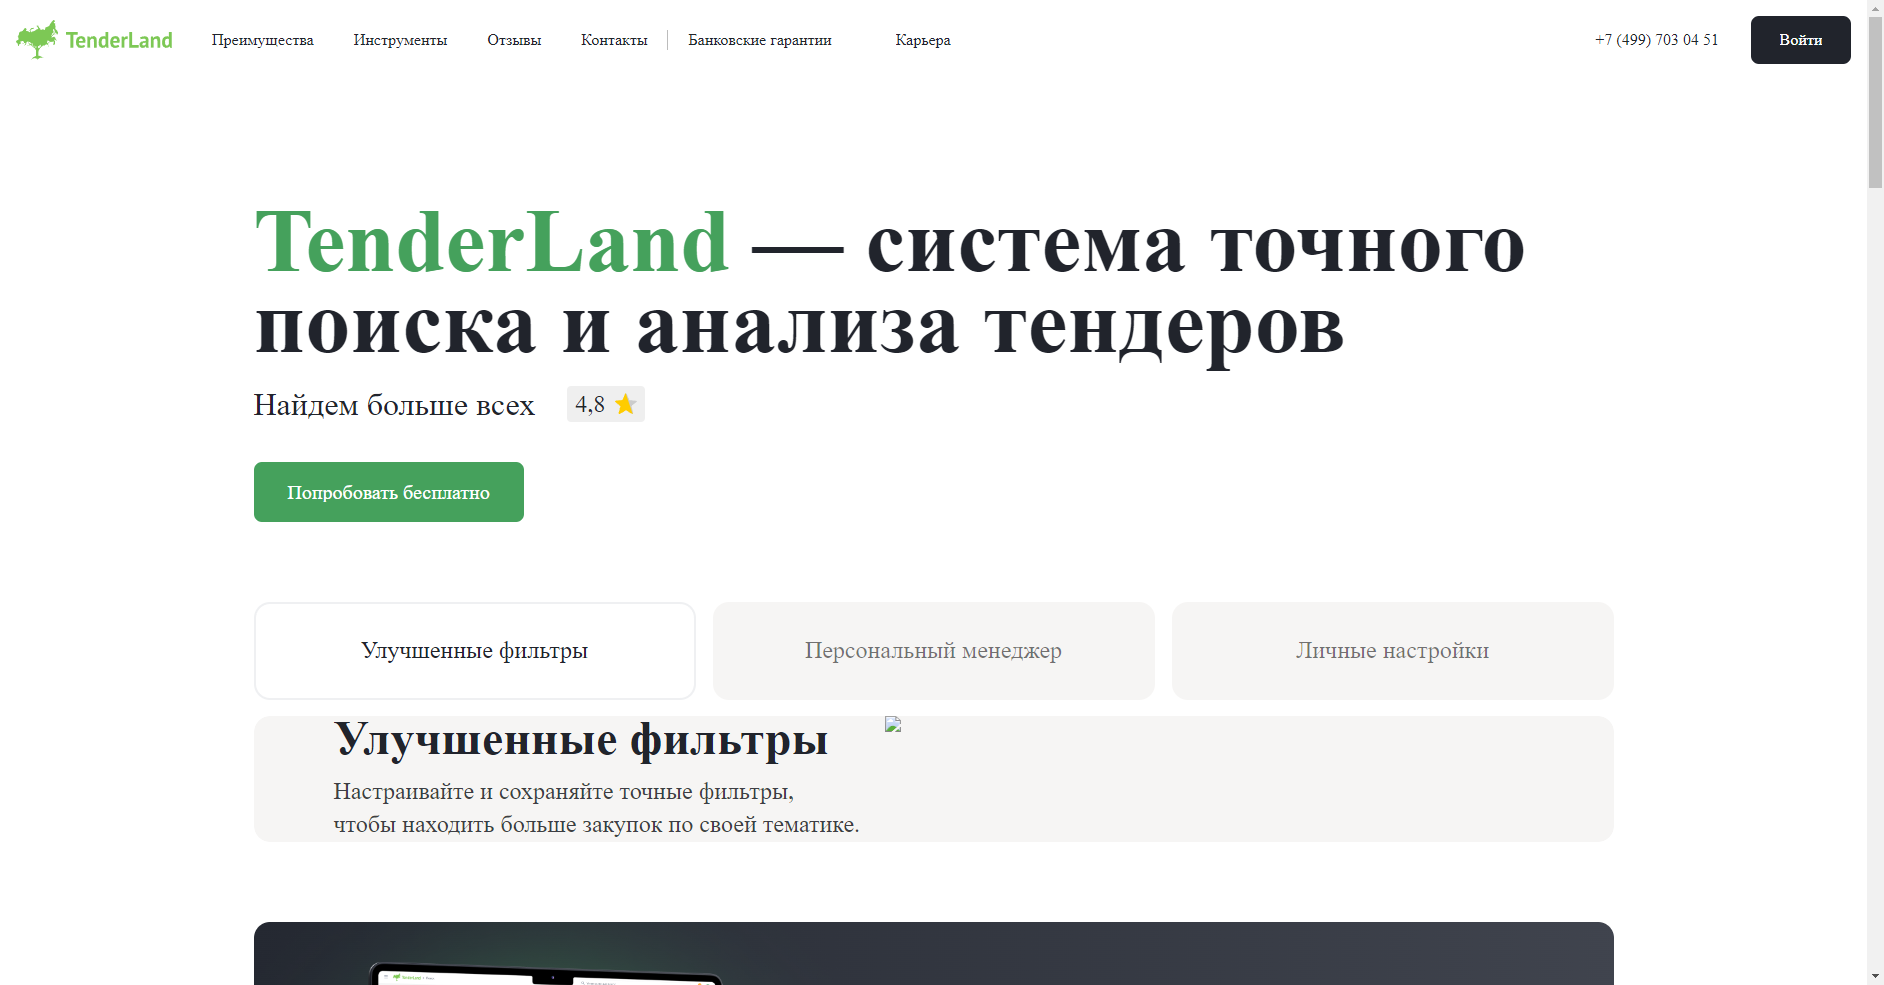 TenderLand
Преимущества
Инструменты
Отзывы
Контакты
Банковские гарантии
Карьера
+7 (499) 703 04 51
Войти
TenderLand — система точного
поиска и анализа тендеров
Найдем больше всех
4,8
Попробовать бесплатно
Улучшенные фильтры
Персональный менеджер
Личные настройки
Улучшенные фильтры
Настраивайте и сохраняйте точные фильтры,
чтобы находить больше закупок по своей тематике.